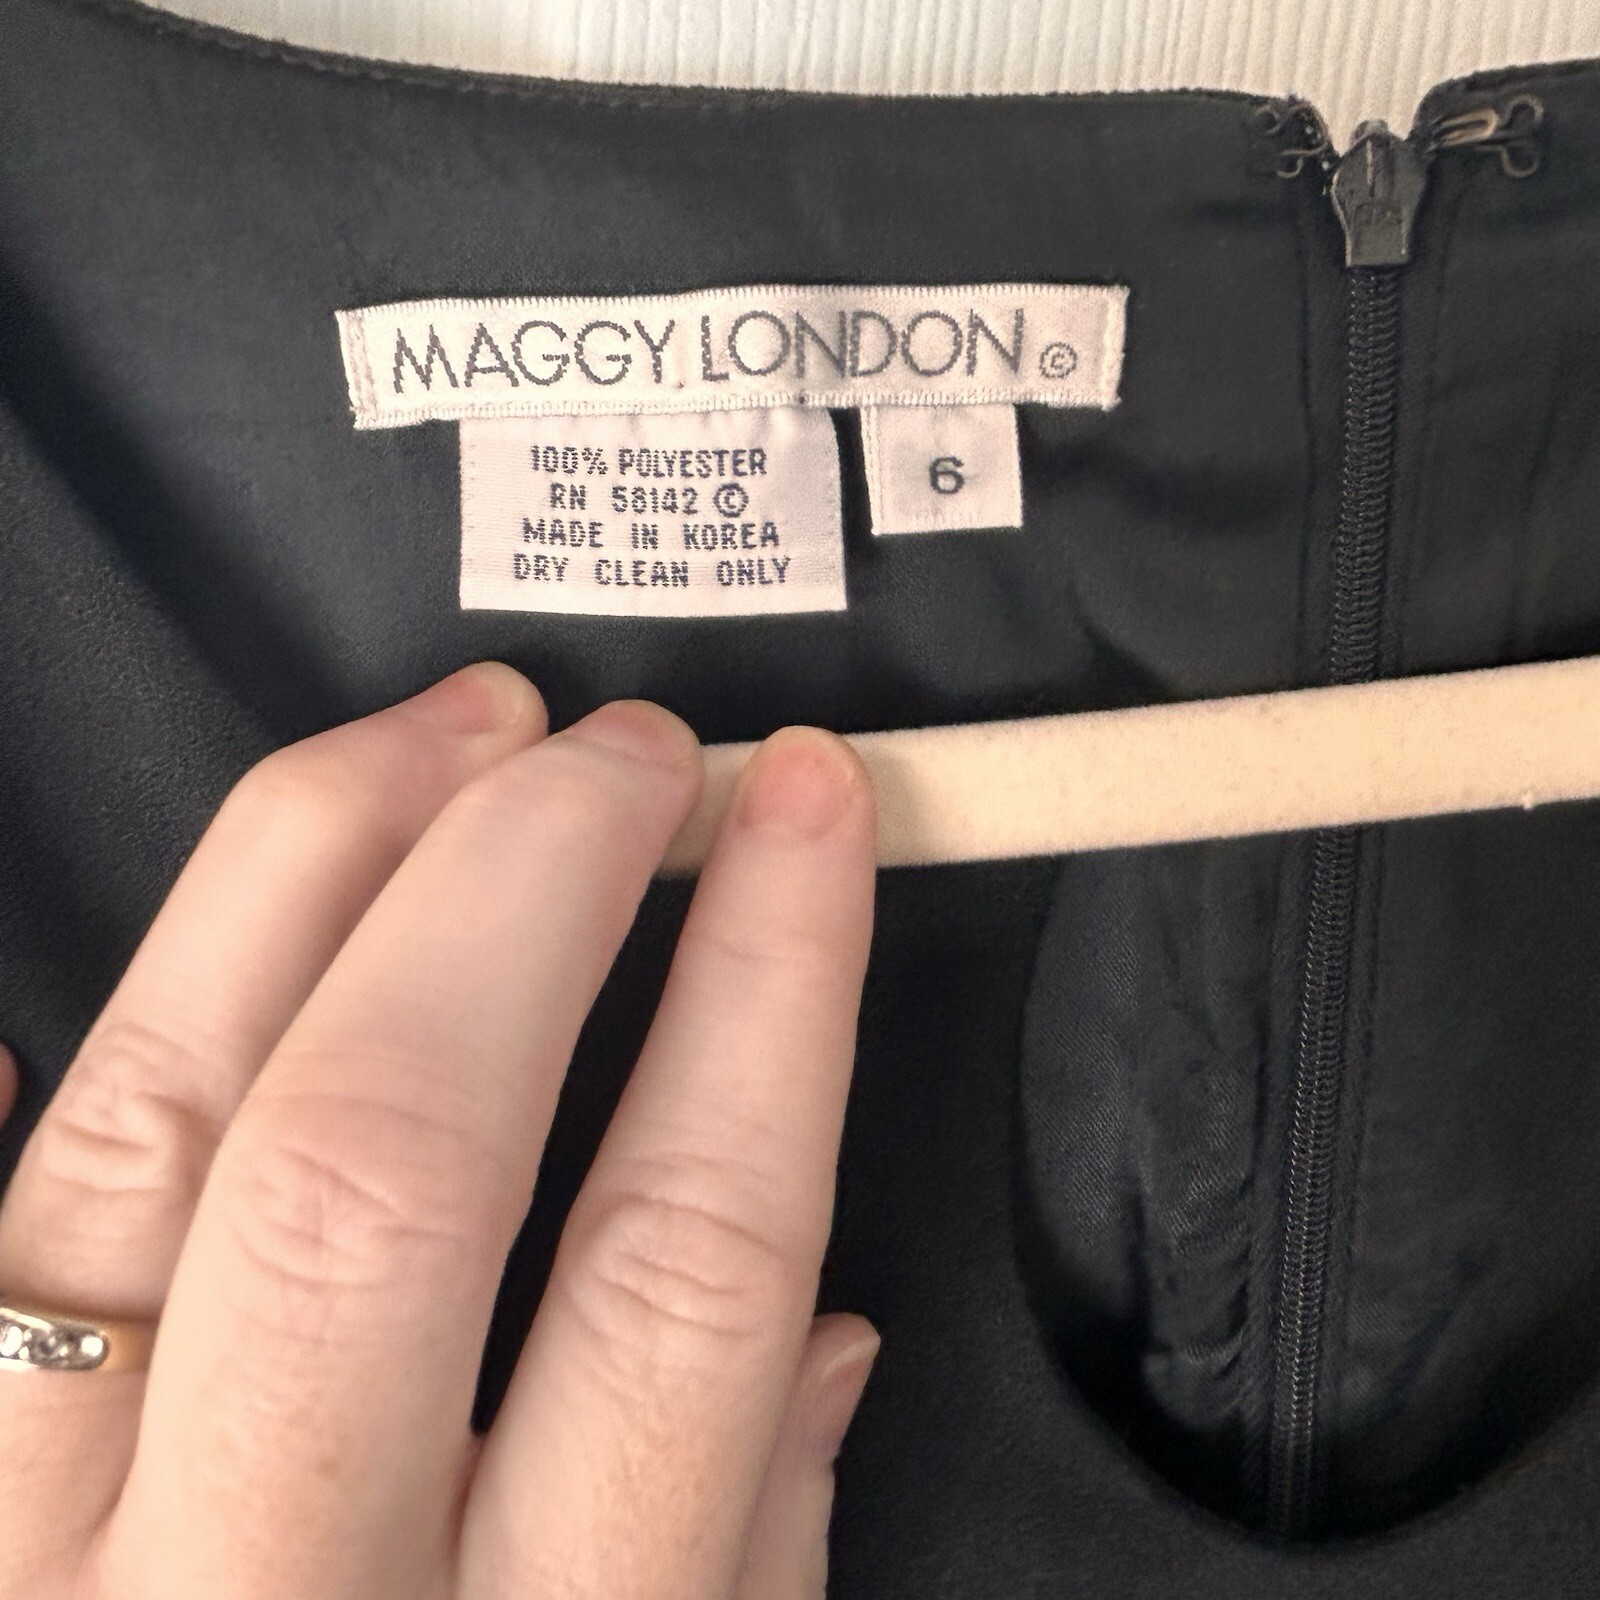 MAGGY LONDON ©
100% POLYESTER
RN 58142 ©
MADE IN KOREA
DRY CLEAN ONLY
6